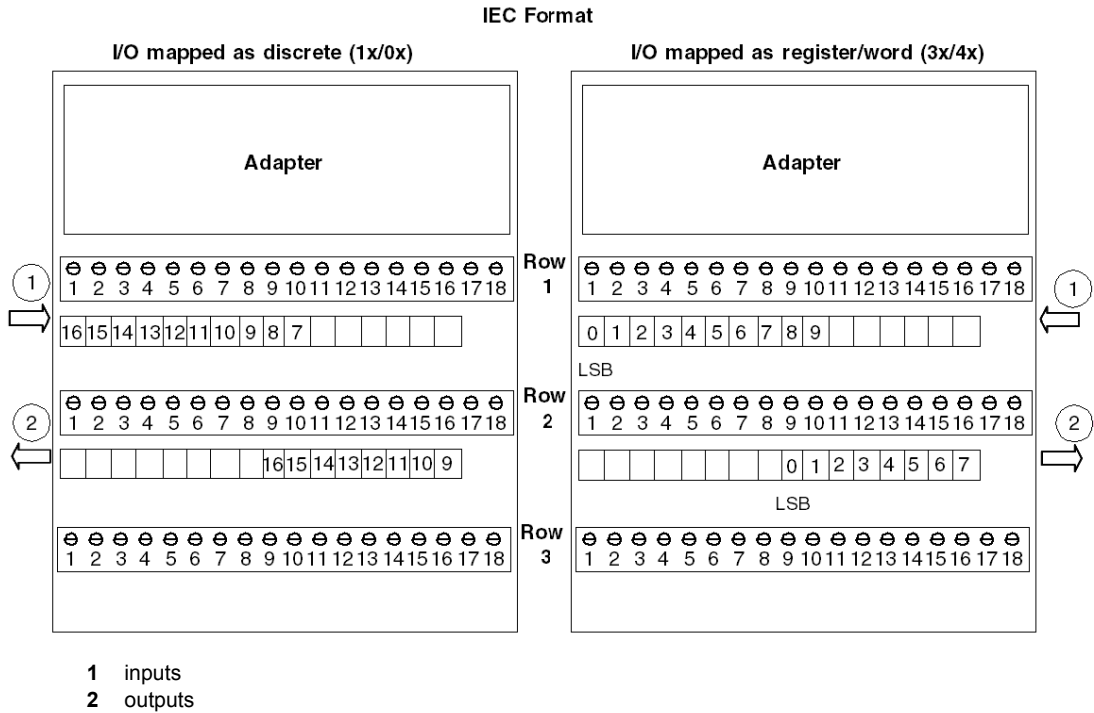 IEC Format
I/O mapped as discrete (1x/0x)
I/O mapped as register/word (3x/4x)
Adapter
Adapter
Row 1
1
1 2 3 4 5 6 7 8 9 10 11 12 13 14 15 16 17 18
1 2 3 4 5 6 7 8 9 10 11 12 13 14 15 16 17 18
1
16 15 14 13 12 11 10 9 8 7
0 1 2 3 4 5 6 7 8 9
LSB
Row 2
2
1 2 3 4 5 6 7 8 9 10 11 12 13 14 15 16 17 18
1 2 3 4 5 6 7 8 9 10 11 12 13 14 15 16 17 18
2
16 15 14 13 12 11 10 9
0 1 2 3 4 5 6 7
LSB
Row 3
1 2 3 4 5 6 7 8 9 10 11 12 13 14 15 16 17 18
1 2 3 4 5 6 7 8 9 10 11 12 13 14 15 16 17 18
1 inputs
2 outputs